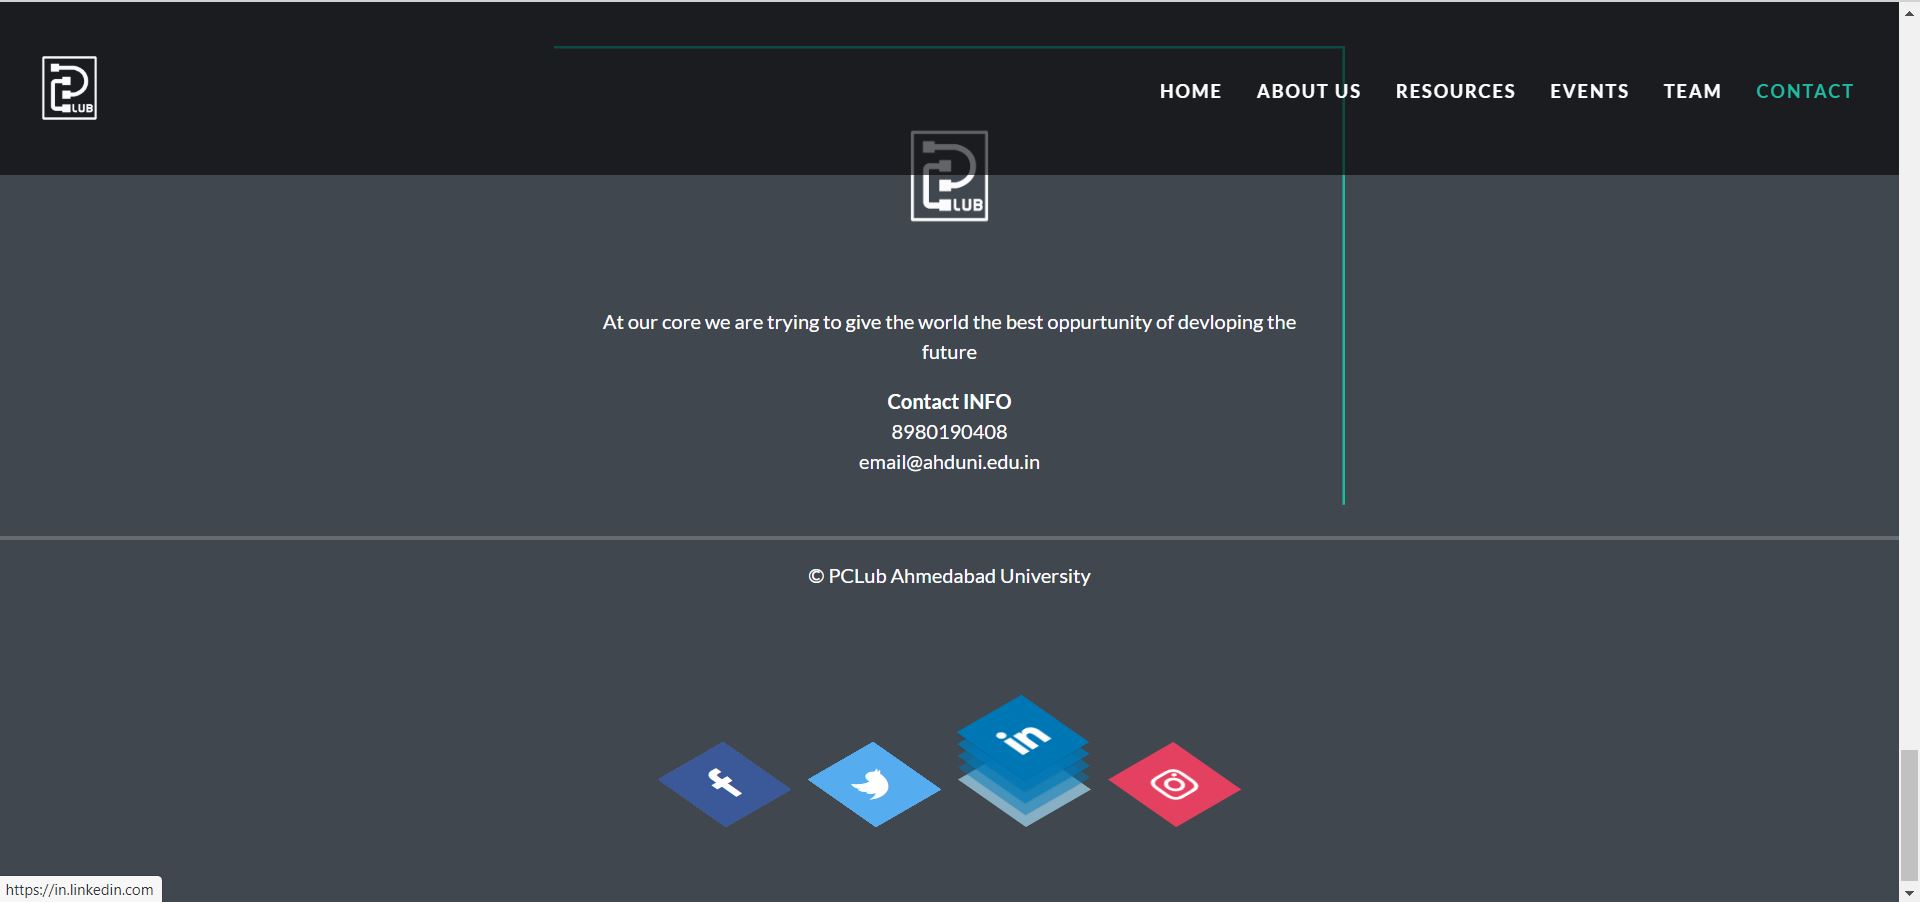 LUB
HOME ABOUT US RESOURCES EVENTS TEAM CONTACT
LUB
At our core we are trying to give the world the best oppurtunity of devloping the
future
Contact INFO
8980190408
email@ahduni.edu.in
© PCLub Ahmedabad University
in
https://in.linkedin.com